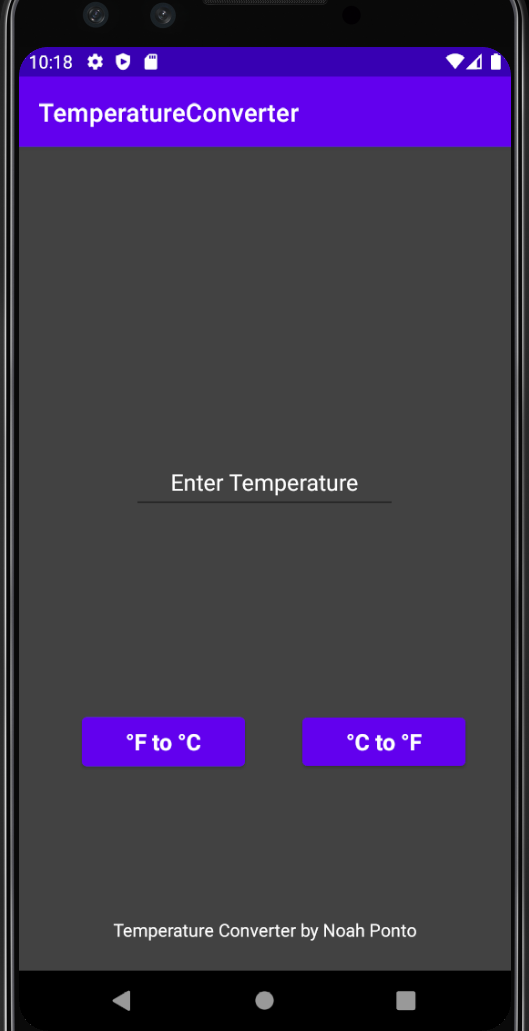 10:18
TemperatureConverter
Enter Temperature
°F to °C
°C to °F
Temperature Converter by Noah Ponto